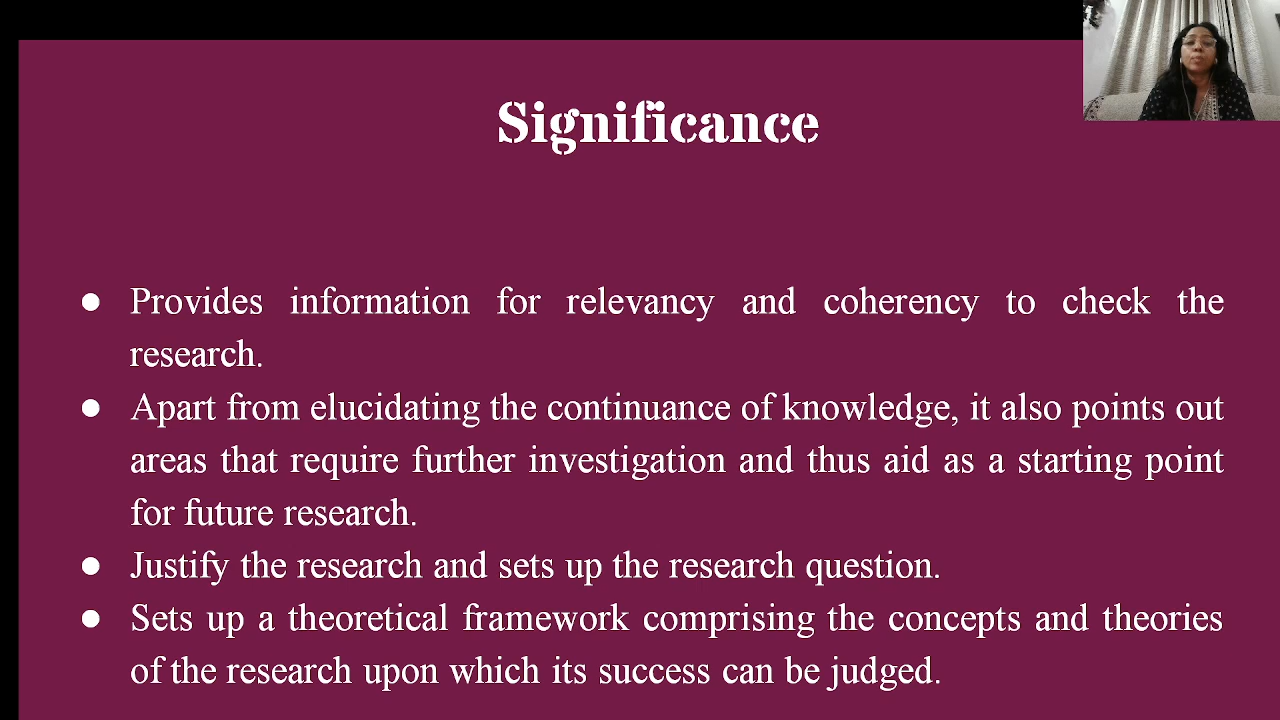 Significance
● Provides information for relevancy and coherency to check the
research.
● Apart from elucidating the continuance of knowledge, it also points out
areas that require further investigation and thus aid as a starting point
for future research.
● Justify the research and sets up the research question.
● Sets up a theoretical framework comprising the concepts and theories
of the research upon which its success can be judged.